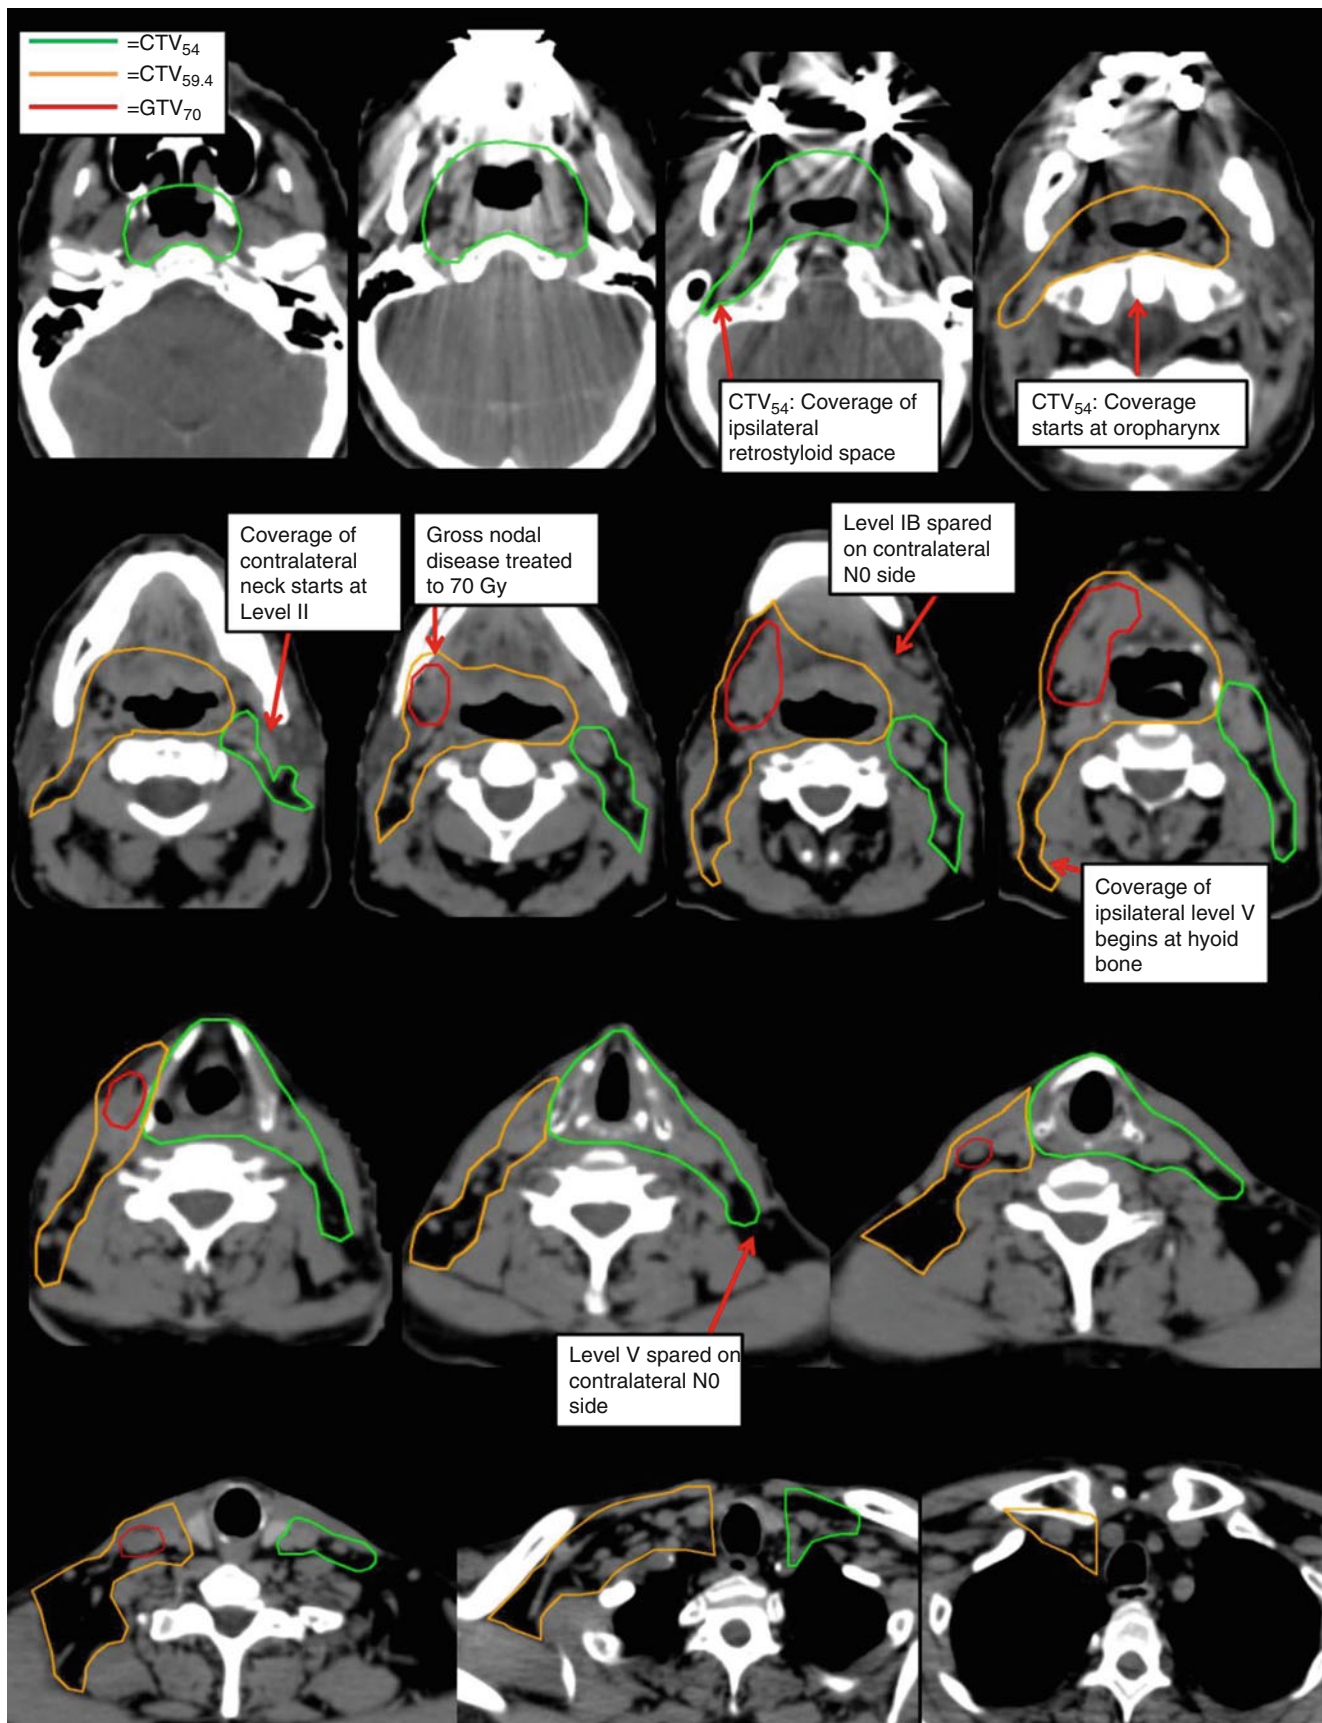 =CTV54
=CTV59.4
=GTV70
CTV54: Coverage of
ipsilateral
retrostyloid space
CTV54: Coverage
starts at oropharynx
Coverage of
contralateral
neck starts at
Level II
Gross nodal
disease treated
to 70 Gy
Level IB spared
on contralateral
N0 side
Coverage of
ipsilateral level V
begins at hyoid
bone
Level V spared on
contralateral N0
side